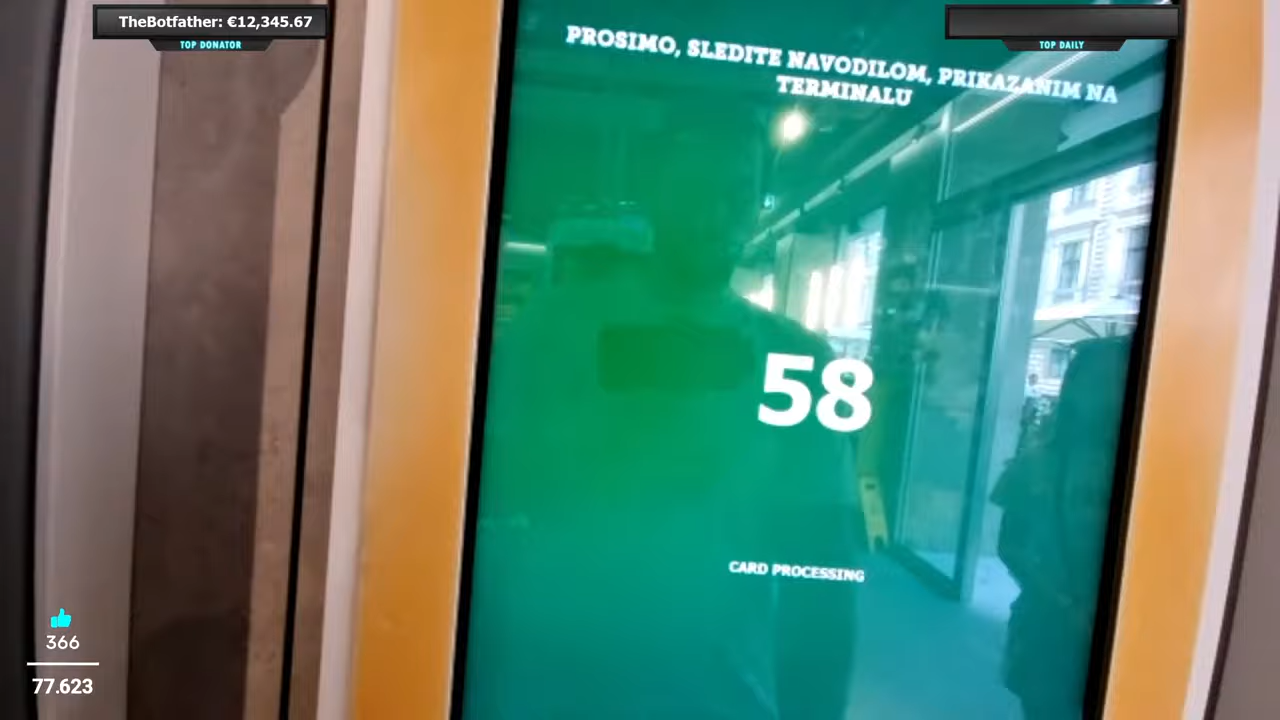 TheBotfather: €12,345.67
TOP DONATOR
TOP DAILY
PROSIMO, SLEDITE NAVODILOM, PRIKAZANIM NA
TERMINALU
58
CARD PROCESSING
366
77.623